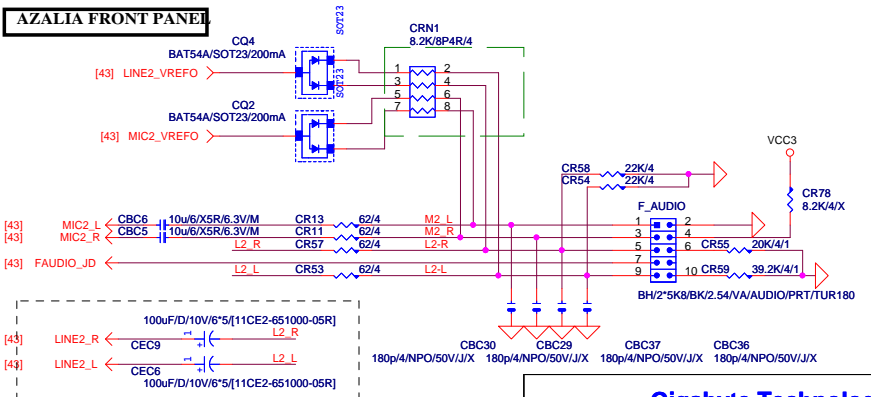 AZALIA FRONT PANEL
SOT23
CQ4
BAT54A/SOT23/200mA
CRN1
8.2K/8P4R/4
[43] LINE2_VREFO
SOT23
1 2
3 4
5 6
7 8
CQ2
BAT54A/SOT23/200mA
[43] MIC2_VREFO
VCC3
CR58 22K/4
CR54 22K/4
CR78
8.2K/4/X
F_AUDIO
[43] MIC2_L CBC6 10u/6/X5R/6.3V/M CR13 62/4 M2_L 1 2
[43] MIC2_R CBC5 10u/6/X5R/6.3V/M CR11 62/4 M2_R 3 4
L2_R CR57 62/4 L2-R 5 6 CR55 20K/4/1
[43] FAUDIO_JD 7
L2_L CR53 62/4 L2-L 9 10 CR59 39.2K/4/1
BH/2*5K8/BK/2.54/VA/AUDIO/PRT/TUR180
100uF/D/10V/6*5/[11CE2-651000-05R]
[43] LINE2_R 1 + L2_R
CEC9
[43] LINE2_L 1 + L2_L
CEC6
100uF/D/10V/6*5/[11CE2-651000-05R]
CBC30 CBC29 CBC37 CBC36
180p/4/NPO/50V/J/X 180p/4/NPO/50V/J/X 180p/4/NPO/50V/J/X 180p/4/NPO/50V/J/X